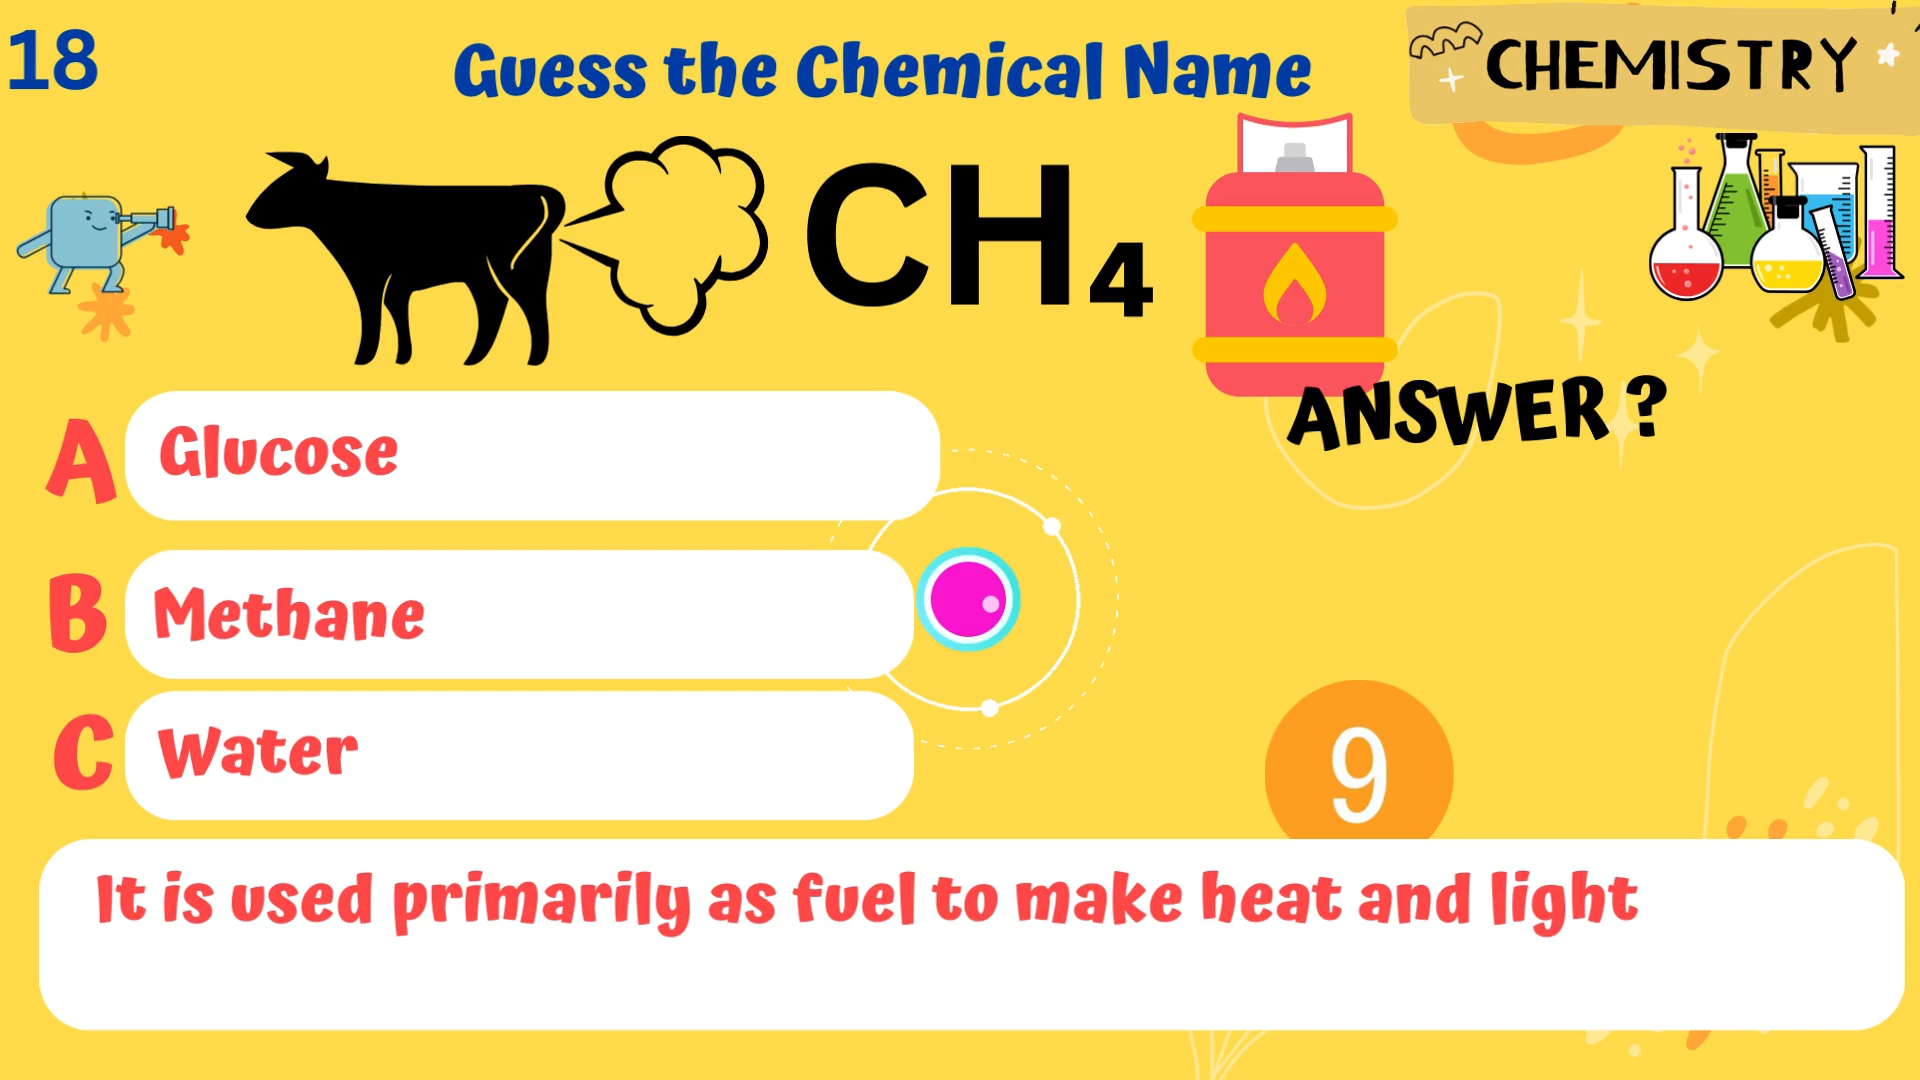 18
Guess the Chemical Name
CHEMISTRY
CH₄
ANSWER ?
A Glucose
B Methane
C Water
9
It is used primarily as fuel to make heat and light